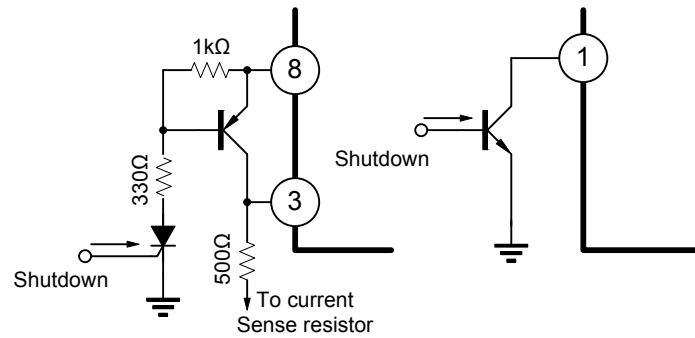 1kΩ
8
1
Shutdown
330Ω
3
500Ω
Shutdown
To current
Sense resistor